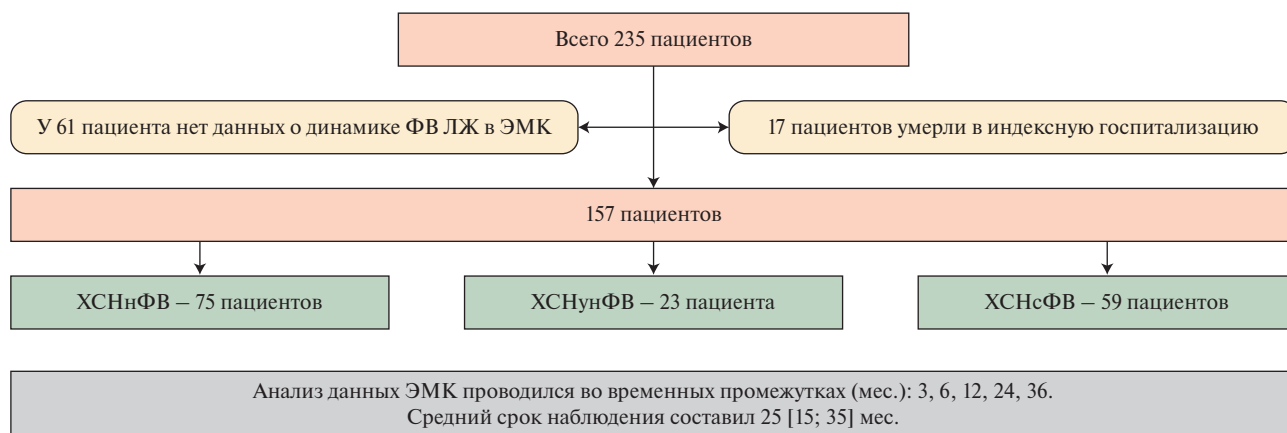 Всего 235 пациентов
У 61 пациента нет данных о динамике ФВ ЛЖ в ЭМК
17 пациентов умерли в индексную госпитализацию
157 пациентов
ХСНнФВ – 75 пациентов
ХСНунФВ – 23 пациента
ХСНсФВ – 59 пациентов
Анализ данных ЭМК проводился во временных промежутках (мес.): 3, 6, 12, 24, 36.
Средний срок наблюдения составил 25 [15; 35] мес.